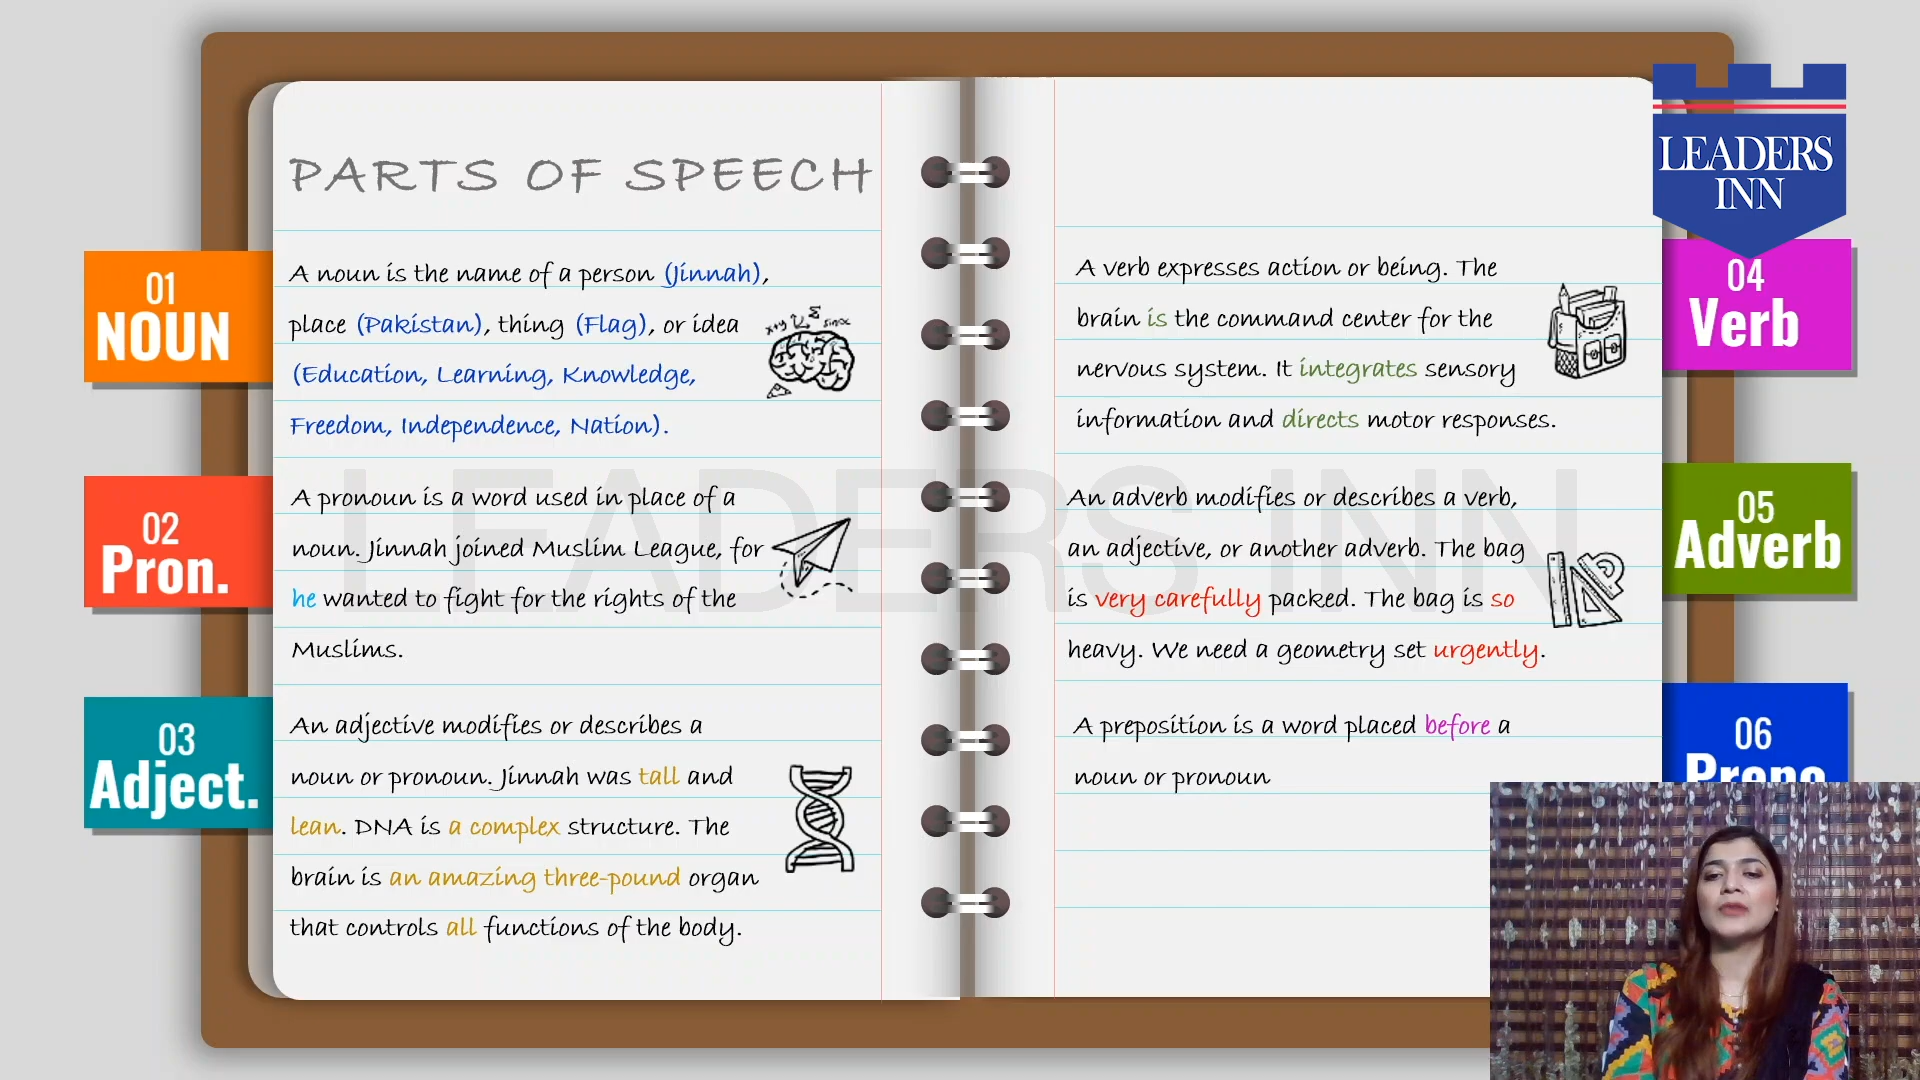 PARTS OF SPEECH
01
NOUN
A noun is the name of a person (Jinnah),
place (Pakistan), thing (Flag), or idea
(Education, Learning, Knowledge,
Freedom, Independence, Nation).
02
Pron.
A pronoun is a word used in place of a
noun. Jinnah joined Muslim League, for
he wanted to fight for the rights of the
Muslims.
03
Adject.
An adjective modifies or describes a
noun or pronoun. Jinnah was tall and
lean. DNA is a complex structure. The
brain is an amazing three-pound organ
that controls all functions of the body.
LEADERS
INN
04
Verb
A verb expresses action or being. The
brain is the command center for the
nervous system. It integrates sensory
information and directs motor responses.
05
Adverb
An adverb modifies or describes a verb,
an adjective, or another adverb. The bag
is very carefully packed. The bag is so
heavy. We need a geometry set urgently.
06
A preposition is a word placed before a
noun or pronoun
LEADERS INN